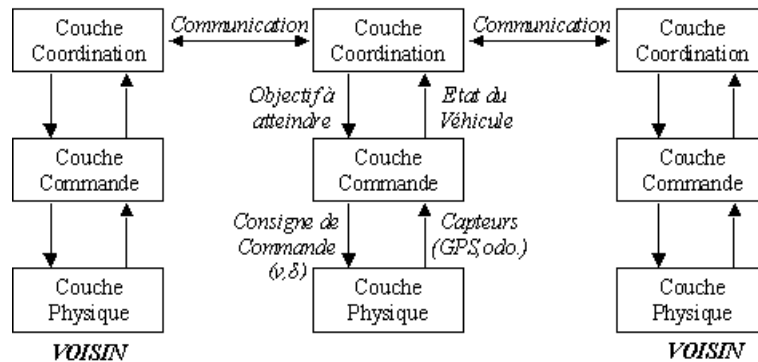 Couche
Coordination
Communication
Couche
Coordination
Communication
Couche
Coordination
Objectif à
atteindre
Etat du
Véhicule
Couche
Commande
Couche
Commande
Couche
Commande
Consigne de
Commande
(v,δ)
Capteurs
(GPS,odo.)
Couche
Physique
Couche
Physique
Couche
Physique
VOISIN
VOISIN